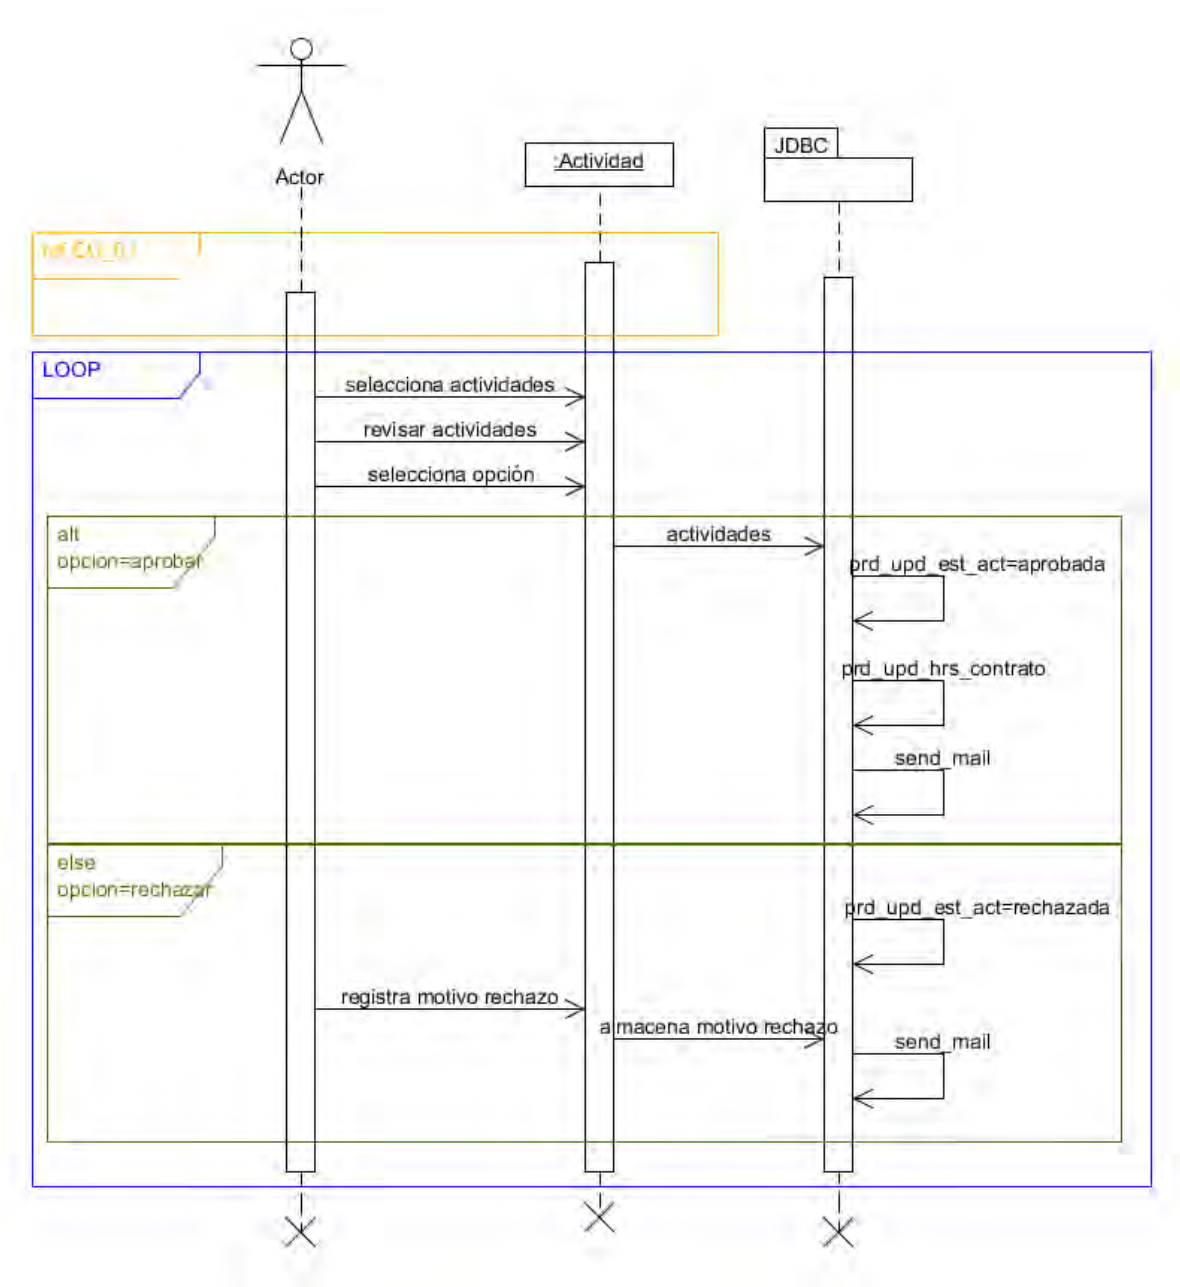 Actor
:Actividad
JDBC
LOOP
selecciona actividades
revisar actividades
selecciona opción
alt
opcion=aprobar
actividades
prd_upd_est_act=aprobada
prd_upd_hrs_contrato
send_mail
else
opcion=rechazar
prd_upd_est_act=rechazada
registra motivo rechazo
almacena motivo rechazo
send_mail